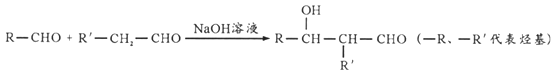 OH
R—CHO + R′—CH₂—CHO NaOH溶液 R—CH—CH—CHO (—R、—R′代表烃基)
R′